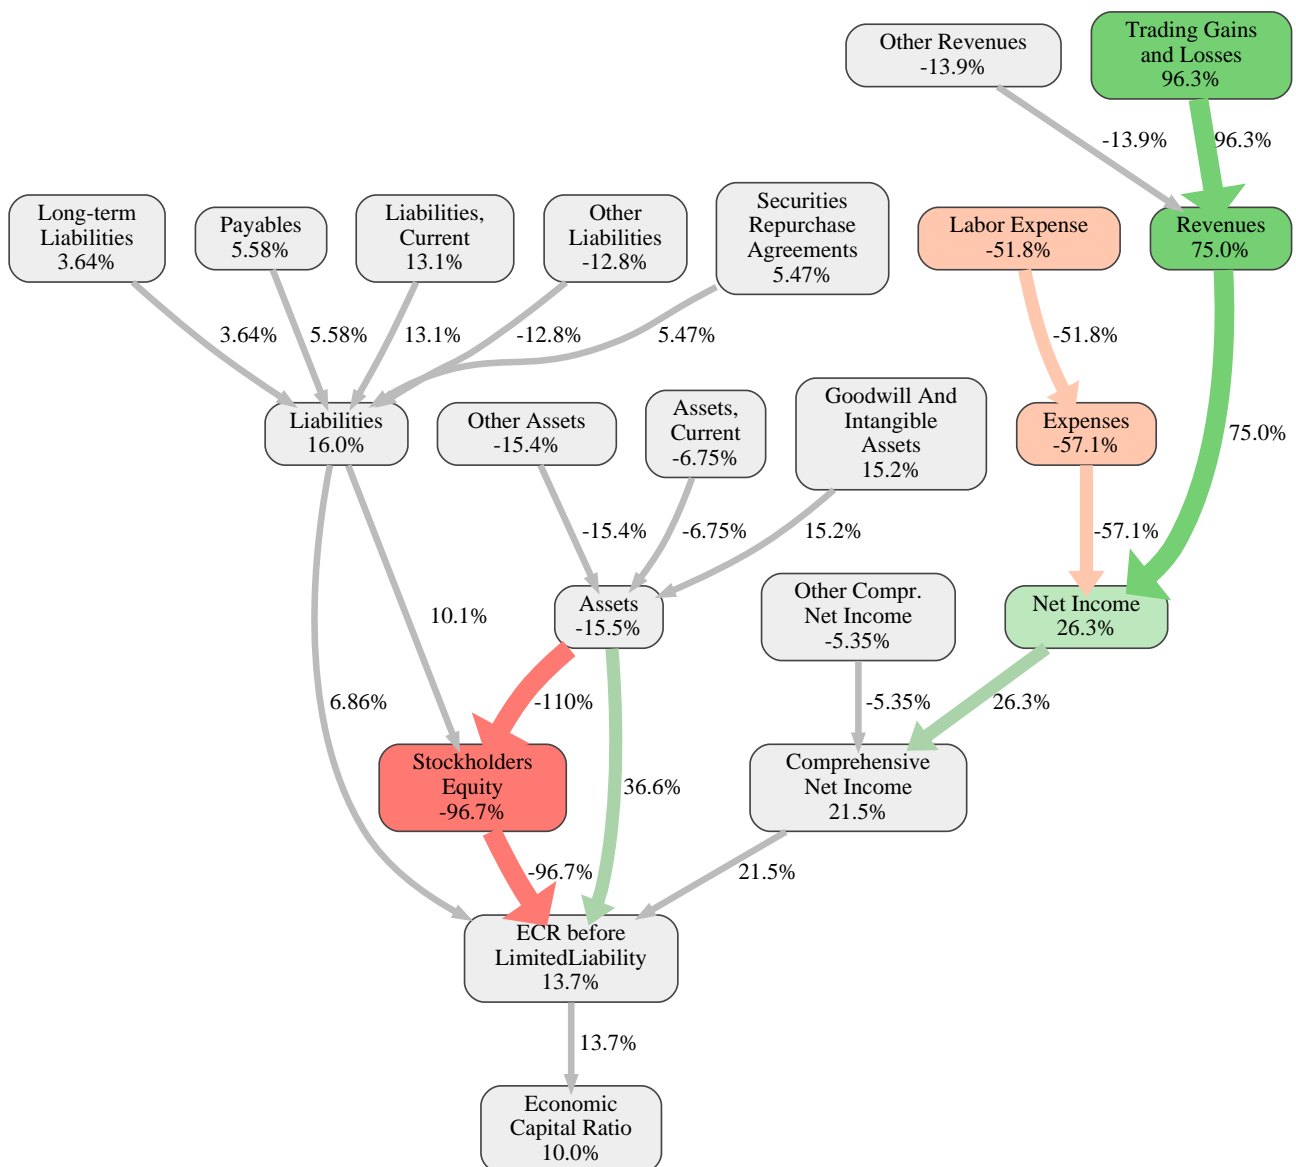 Other Revenues
-13.9%
Trading Gains
and Losses
96.3%
-13.9%
96.3%
Long-term
Liabilities
3.64%
Payables
5.58%
Liabilities,
Current
13.1%
Other
Liabilities
-12.8%
Securities
Repurchase
Agreements
5.47%
Labor Expense
-51.8%
Revenues
75.0%
3.64%
5.58%
13.1%
-12.8%
5.47%
-51.8%
75.0%
Liabilities
16.0%
Other Assets
-15.4%
Assets,
Current
-6.75%
Goodwill And
Intangible
Assets
15.2%
Expenses
-57.1%
-15.4%
-6.75%
15.2%
-57.1%
10.1%
Assets
-15.5%
Other Compr.
Net Income
-5.35%
Net Income
26.3%
6.86%
-110%
36.6%
-5.35%
26.3%
Stockholders
Equity
-96.7%
Comprehensive
Net Income
21.5%
-96.7%
21.5%
ECR before
LimitedLiability
13.7%
13.7%
Economic
Capital Ratio
10.0%